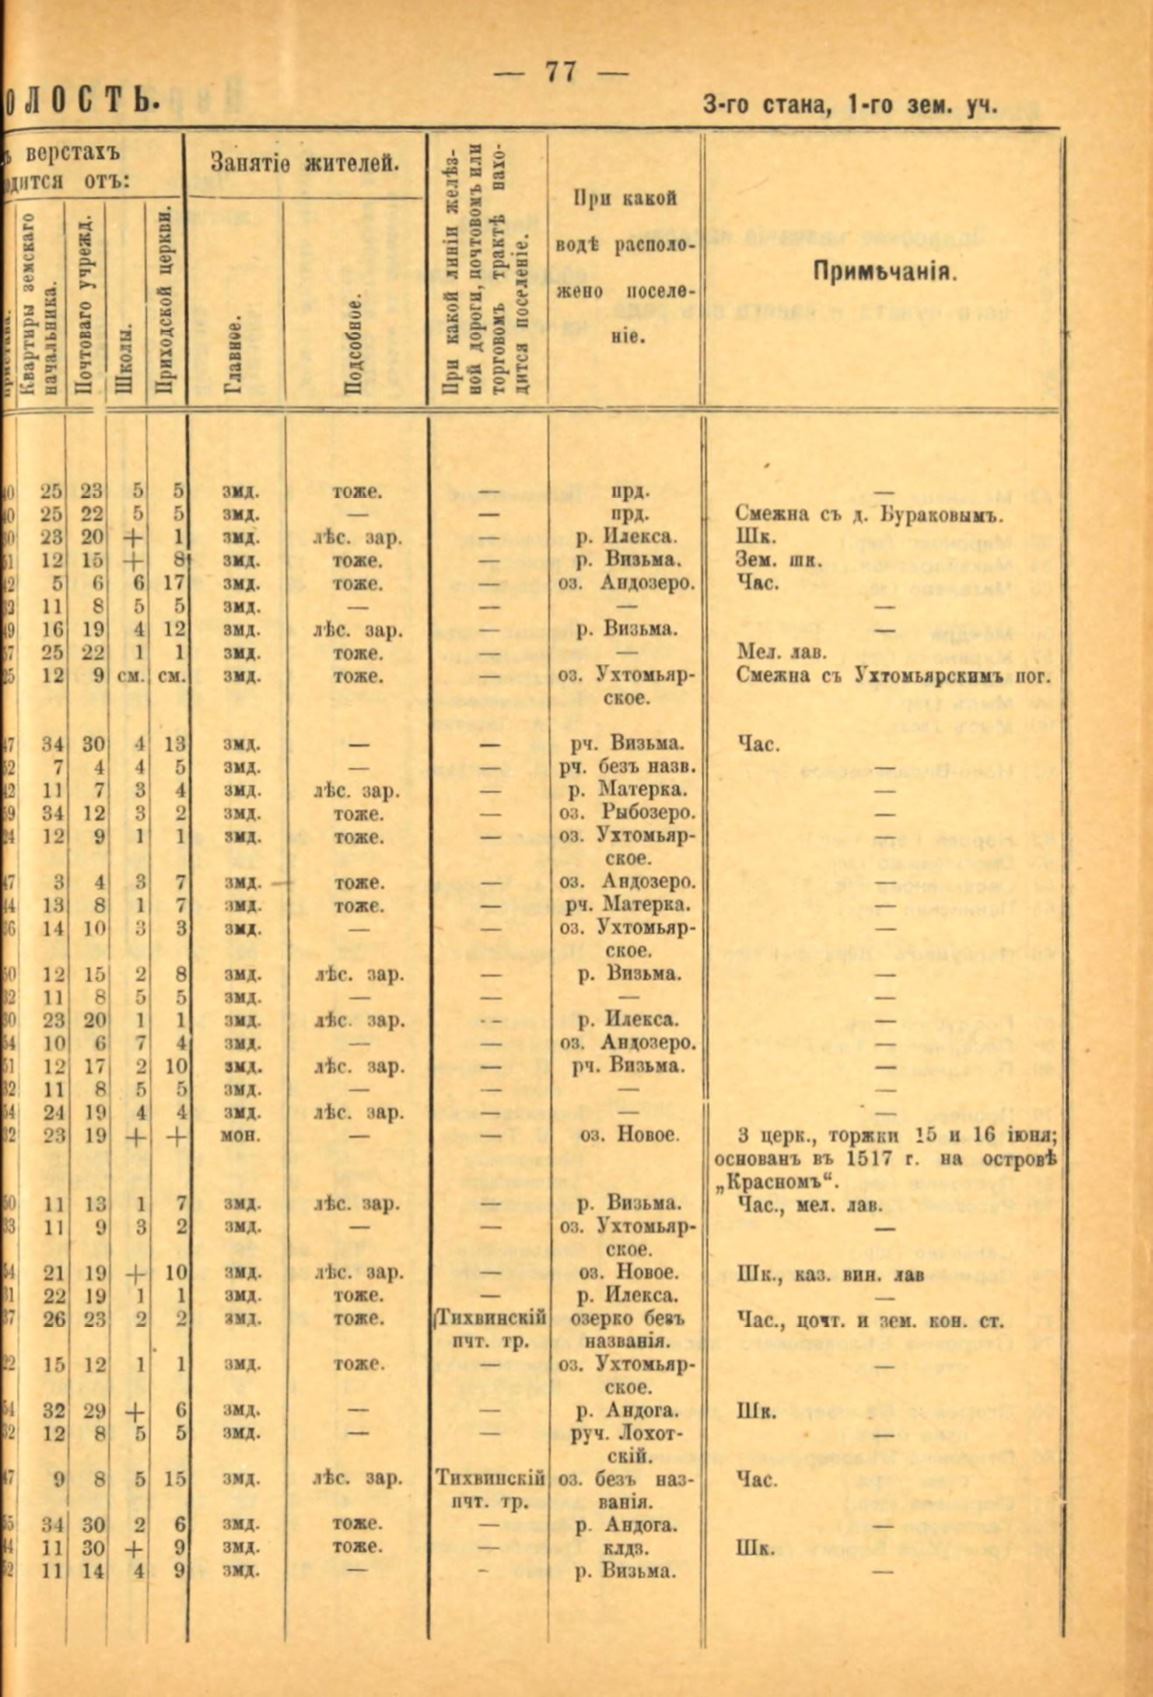 — 77 —
ОЛОСТЬ. 3-го стана, 1-го зем. уч.
верстахъ
дится отъ:
Квартиры земскаго начальника.
Почтоваго учрежд.
Школы.
Приходской церкви.
Занятіе жителей.
Главное.
Подсобное.
При какой линіи желѣз-
ной дороги, почтовомъ или
торговомъ трактѣ нахо-
дится поселеніе.
При какой
водѣ располо-
жено поселе-
ніе.
Примѣчанія.
25 23 5 5 змд. тоже. — прд. —
25 22 5 5 змд. — — прд. Смежна съ д. Бураковымъ.
23 20 + 1 змд. лѣс. зар. — р. Илекса. Шк.
12 15 + 8 змд. тоже. — р. Визьма. Зем. шк.
5 6 6 17 змд. тоже. — оз. Андозеро. Час.
11 8 5 5 змд. — — — —
16 19 4 12 змд. лѣс. зар. — р. Визьма. —
25 22 1 1 змд. тоже. — — Мел. лав.
12 9 см. см. змд. тоже. — оз. Ухтомьяр- Смежна съ Ухтомьярскимъ пог.
ское.
34 30 4 13 змд. — — рч. Визьма. Час.
7 4 4 5 змд. — — рч. безъ назв. —
11 7 3 4 змд. лѣс. зар. — р. Матерка. —
34 12 3 2 змд. тоже. — оз. Рыбозеро. —
12 9 1 1 змд. тоже. — оз. Ухтомьяр- —
ское.
3 4 3 7 змд. тоже. — оз. Андозеро. —
13 8 1 7 змд. тоже. — рч. Матерка. —
14 10 3 3 змд. — — оз. Ухтомьяр- —
ское.
12 15 2 8 змд. лѣс. зар. — р. Визьма. —
11 8 5 5 змд. — — — —
23 20 1 1 змд. лѣс. зар. — р. Илекса. —
10 6 7 4 змд. — — оз. Андозеро. —
12 17 2 10 змд. лѣс. зар. — рч. Визьма. —
11 8 5 5 змд. — — — —
24 19 4 4 змд. лѣс. зар. — — —
23 19 + + мон. — — оз. Новое. 3 церк., торжки 15 и 16 іюня;
основанъ въ 1517 г. на островѣ
„Красномъ“.
11 13 1 7 змд. лѣс. зар. — р. Визьма. Час., мел. лав.
11 9 3 2 змд. — — оз. Ухтомьяр- —
ское.
21 19 + 10 змд. лѣс. зар. — оз. Новое. Шк., каз. вин. лав
22 19 1 1 змд. тоже. — р. Илекса. —
26 23 2 2 змд. тоже. Тихвинскій озерко безъ Час., почт. и зем. кон. ст.
пчт. тр. названія.
15 12 1 1 змд. тоже. — оз. Ухтомьяр- —
ское.
32 29 + 6 змд. — — р. Андога. Шк.
12 8 5 5 змд. — — руч. Лохот- —
скій.
9 8 5 15 змд. лѣс. зар. Тихвинскій оз. безъ наз- Час.
пчт. тр. ванія.
34 30 2 6 змд. тоже. — р. Андога. —
11 30 + 9 змд. тоже. — клдз. Шк.
11 14 4 9 змд. — - р. Визьма. —